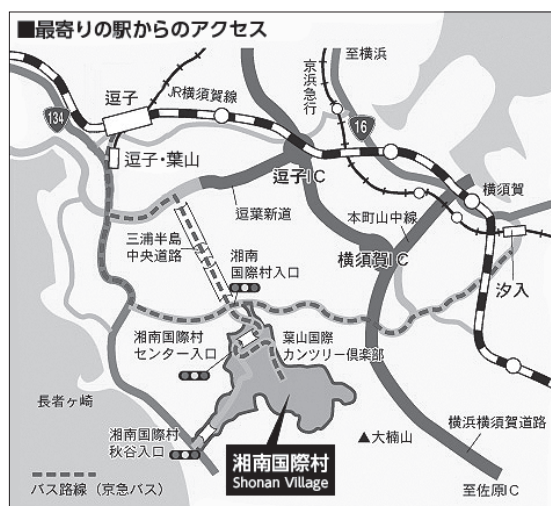 ■最寄りの駅からのアクセス
至横浜
京浜急行
JR横須賀線
逗子
134
16
逗子・葉山
逗子IC
横須賀
逗葉新道
本町山中線
三浦半島
中央道路
湘南
国際村入口
横須賀IC
汐入
湘南国際村
センター入口
葉山国際
カンツリー倶楽部
長者ヶ崎
湘南国際村
秋谷入口
▲大楠山
横浜横須賀道路
湘南国際村
Shonan Village
バス路線（京急バス）
至佐原IC